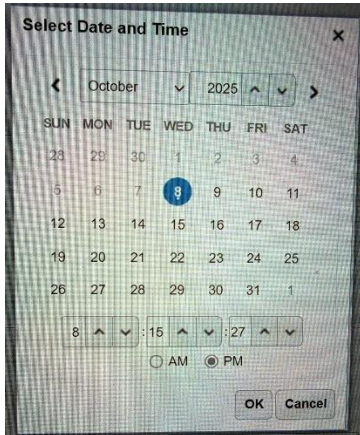 Select Date and Time ×
October 2025
SUN MON TUE WED THU FRI SAT
28 29 30 1 2 3 4
5 6 7 8 9 10 11
12 13 14 15 16 17 18
19 20 21 22 23 24 25
26 27 28 29 30 31 1
8 : 15 : 27
AM PM
OK Cancel